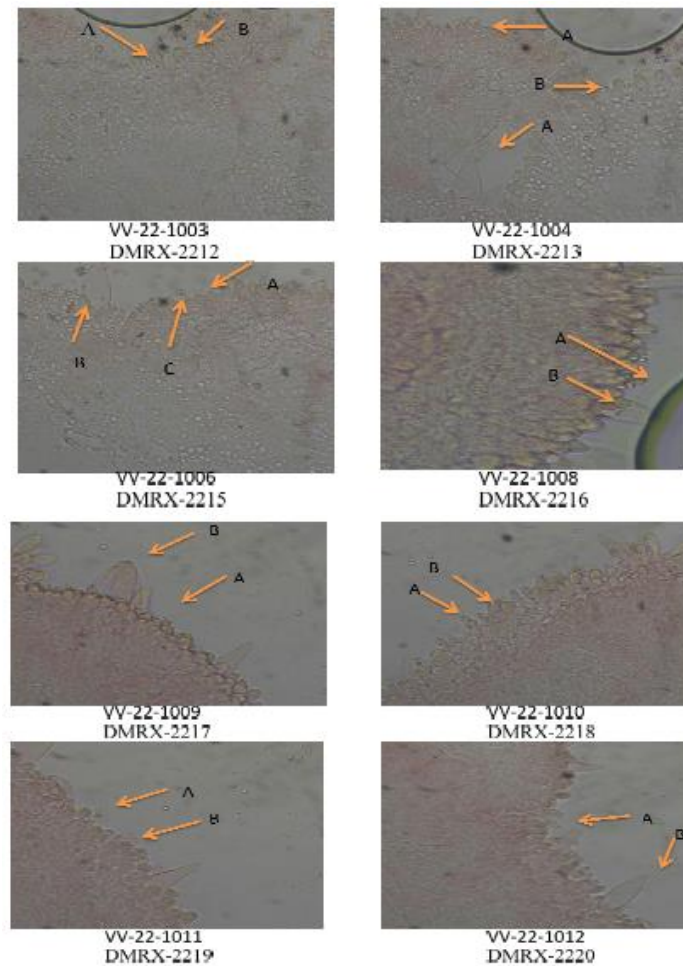 A B
A
B
A
VV-22-1003 VV-22-1004
DMRX-2212 DMRX-2213
A
B C
A
B
VV-22-1006 VV-22-1008
DMRX-2215 DMRX-2216
B
A
B
A
VV-22-1009 VV-22-1010
DMRX-2217 DMRX-2218
A
B
A
B
VV-22-1011 VV-22-1012
DMRX-2219 DMRX-2220